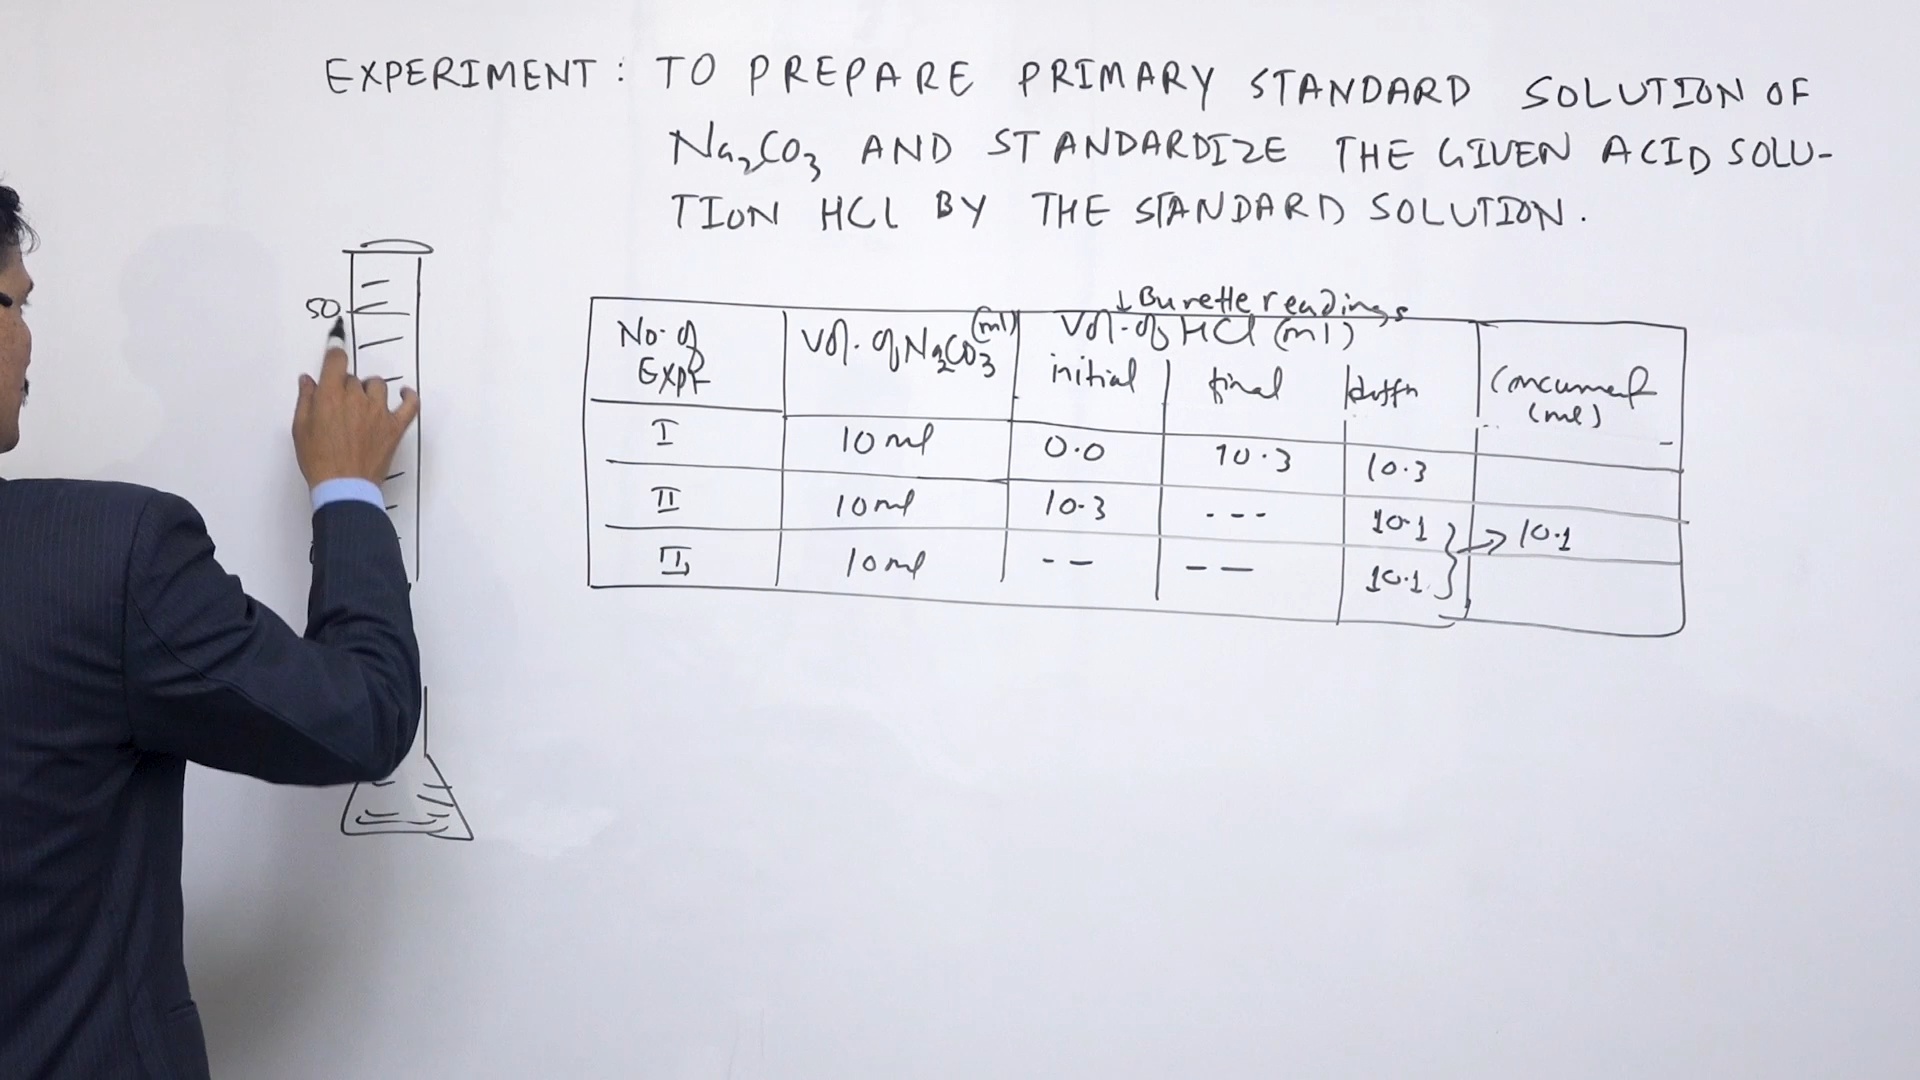 EXPERIMENT: TO PREPARE PRIMARY STANDARD SOLUTION OF
Na₂CO₃ AND STANDARDIZE THE GIVEN ACID SOLU-
TION HCl BY THE STANDARD SOLUTION.
50
↓ Burette readings
No. of Expt
Vol. of Na₂CO₃ (ml)
Vol. of HCl (ml)
initial final diffn
Concurrent (ml)
I 10 ml 0.0 10.3 10.3
II 10 ml 10.3 --- 10.1
→ 10.1
III 10 ml -- -- 10.1